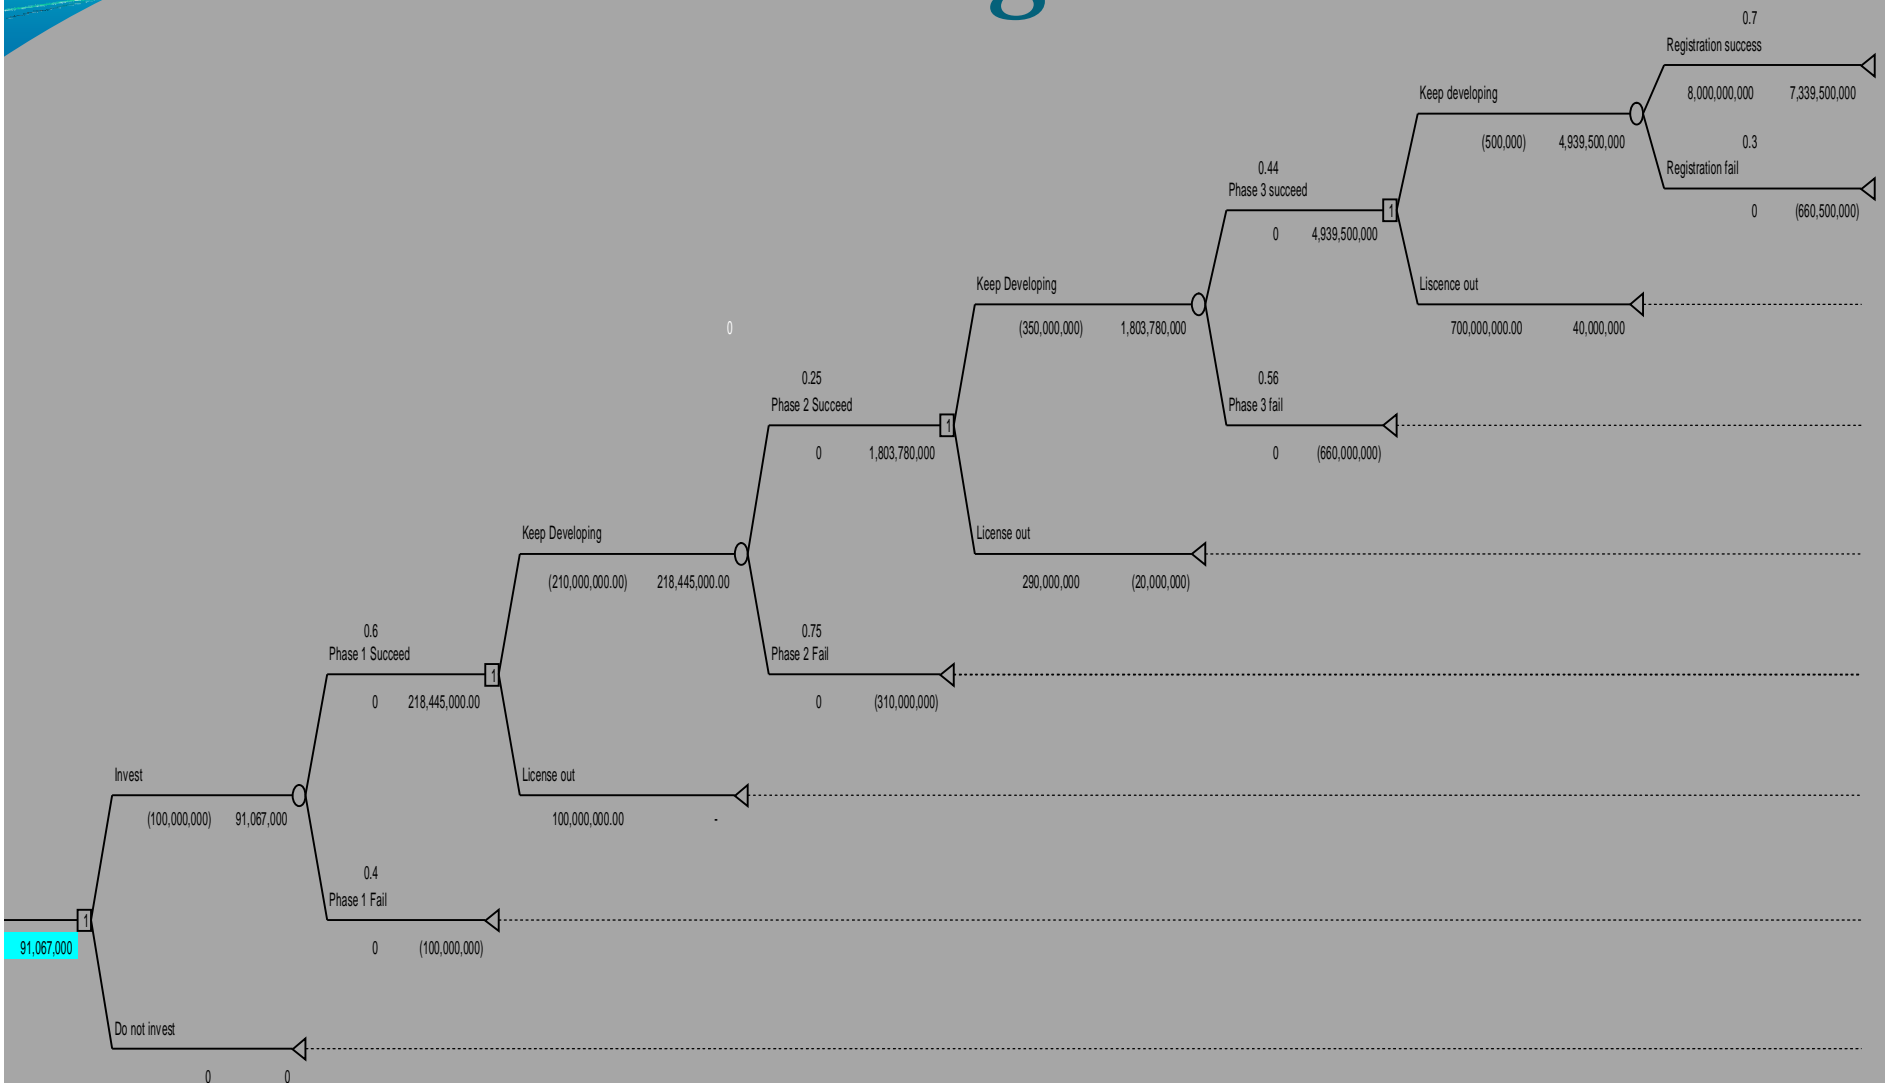 g
0.7
Registration success
8,000,000,000 7,339,500,000
Keep developing
(500,000) 4,939,500,000
0.3
Registration fail
0 (660,500,000)
0.44
Phase 3 succeed
1
0 4,939,500,000
Liscence out
700,000,000.00 40,000,000
Keep Developing
(350,000,000) 1,803,780,000
0
0.56
Phase 3 fail
0 (660,000,000)
0.25
Phase 2 Succeed
1
0 1,803,780,000
License out
290,000,000 (20,000,000)
Keep Developing
(210,000,000.00) 218,445,000.00
0.75
Phase 2 Fail
0 (310,000,000)
0.6
Phase 1 Succeed
1
0 218,445,000.00
License out
100,000,000.00 -
Invest
(100,000,000) 91,067,000
0.4
Phase 1 Fail
0 (100,000,000)
1
91,067,000
Do not invest
0 0